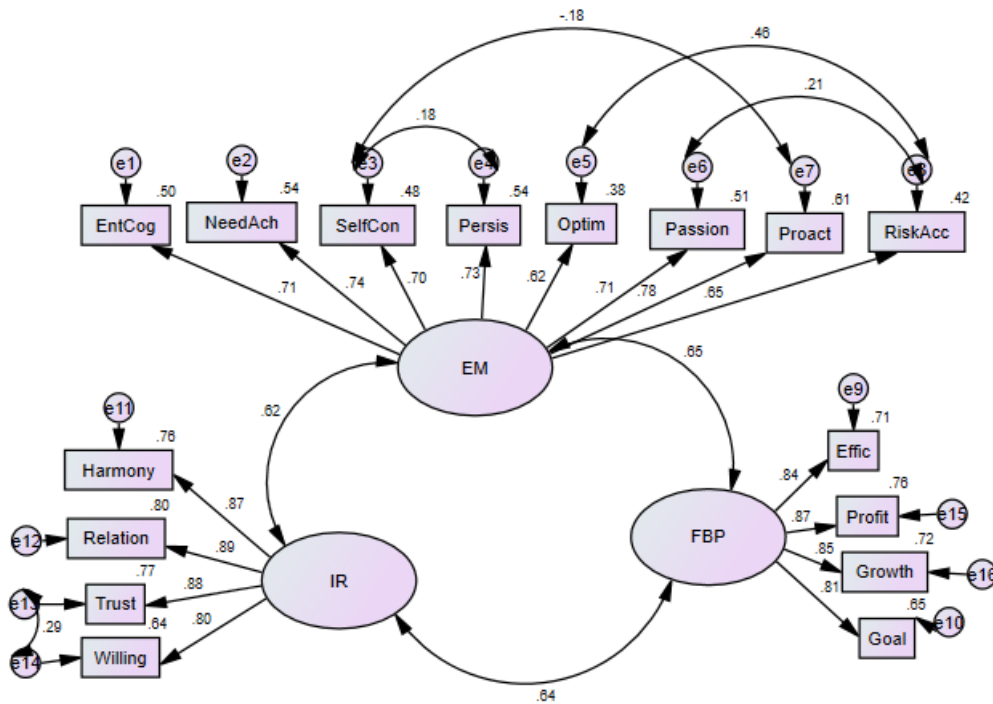 -.18
.46
.18
.21
e1
e2
e3
e4
e5
e6
e7
e8
.50
.54
.48
.54
.38
.51
.61
.42
EntCog
NeedAch
SelfCon
Persis
Optim
Passion
Proact
RiskAcc
.71
.74
.70
.73
.62
.71
.78
.65
EM
.62
.65
e11
.76
Harmony
.87
e12
.80
Relation
.89
e13
.77
Trust
.88
.29
e14
.64
Willing
.80
IR
e9
.71
Effic
.84
.76
Profit
e15
.87
FBP
.72
Growth
e16
.85
.65
Goal
e10
.81
.64